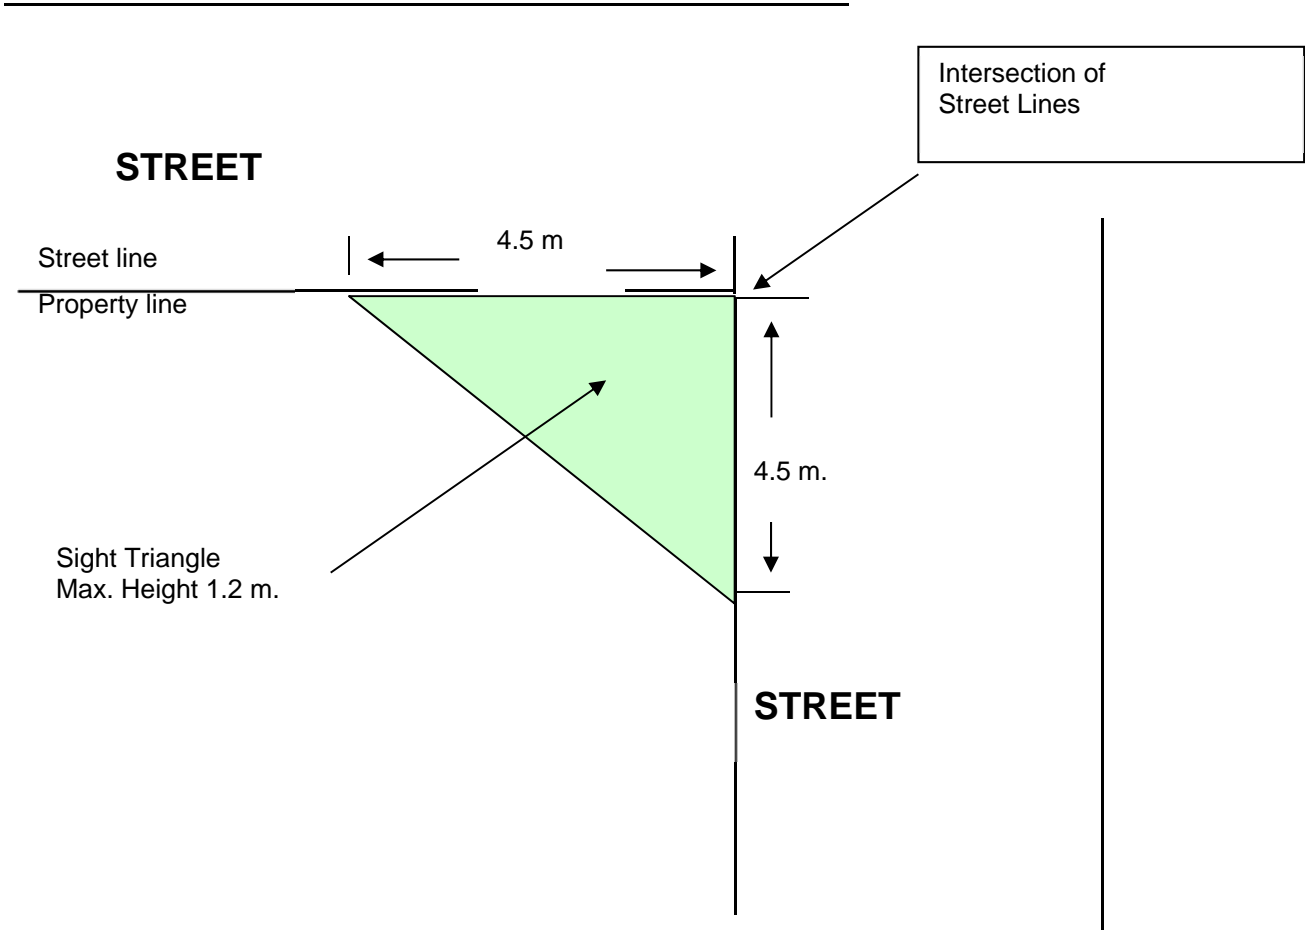 Intersection of
Street Lines
STREET
4.5 m
Street line
Property line
4.5 m.
Sight Triangle
Max. Height 1.2 m.
STREET